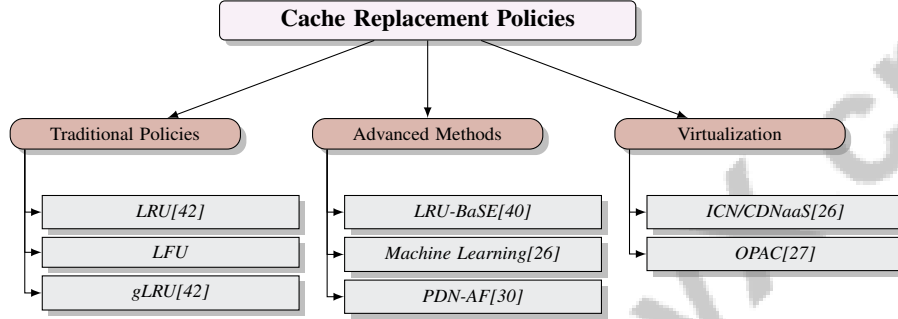 Cache Replacement Policies
Traditional Policies
Advanced Methods
Virtualization
LRU[42]
LRU-BaSE[40]
ICN/CDNaaS[26]
LFU
Machine Learning[26]
OPAC[27]
gLRU[42]
PDN-AF[30]